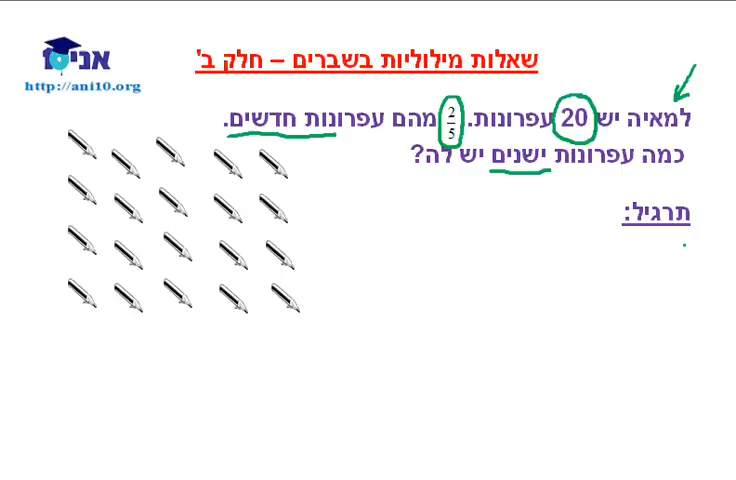 אני10
http://ani10.org
שאלות מילוליות בשברים – חלק ב'
למאיה יש 20 עפרונות. 2/5 מהם עפרונות חדשים.
כמה עפרונות ישנים יש לה?
תרגיל: